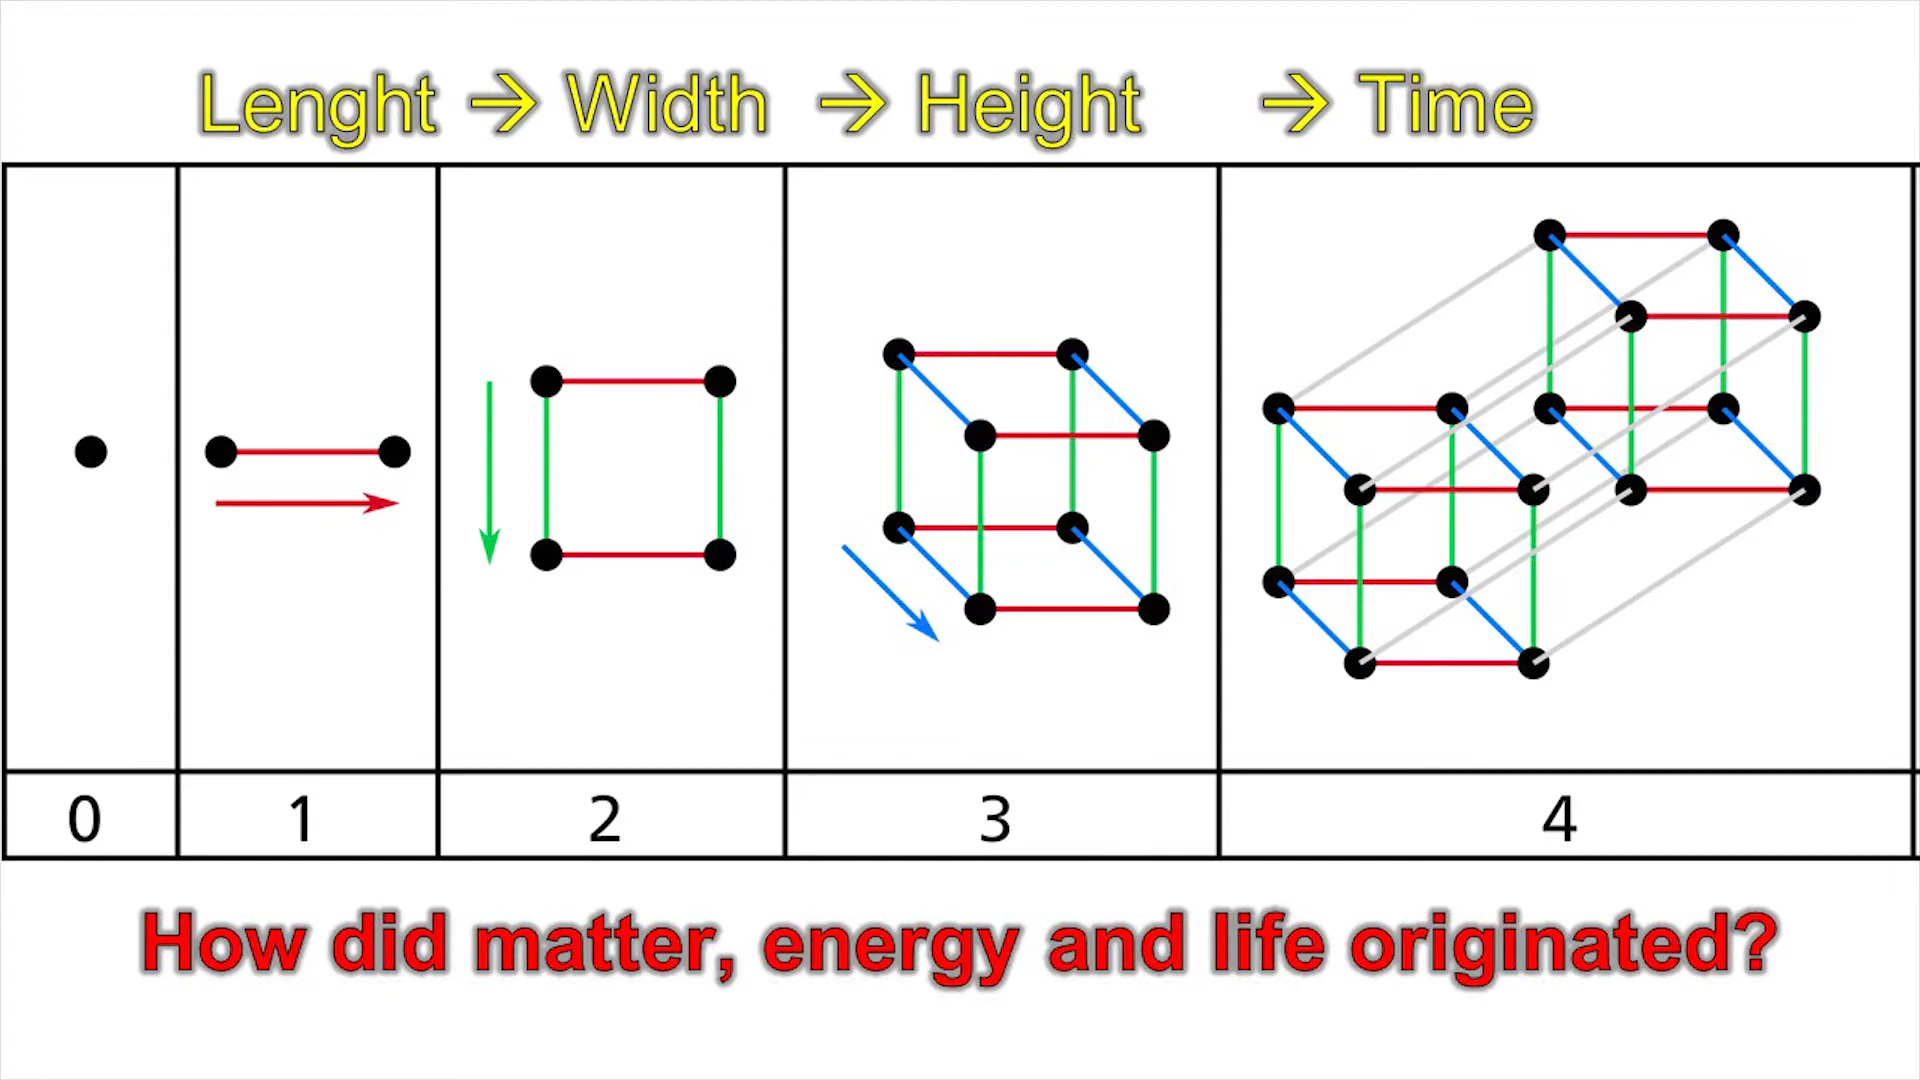 Lenght → Width → Height → Time
0 1 2 3 4
How did matter, energy and life originated?